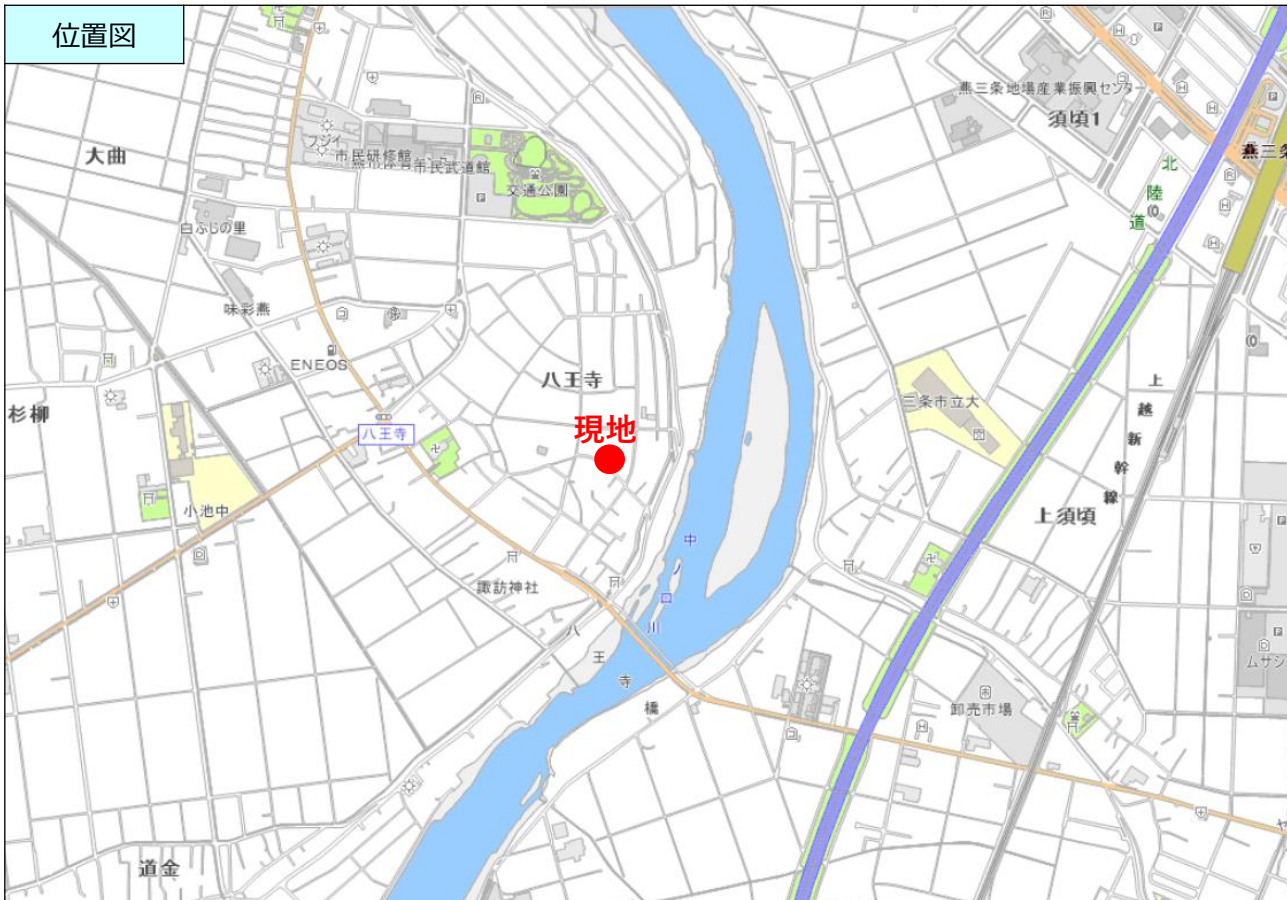 位置図
燕三条地場産業振興センター
須頃1
燕三条
大曲
フジイ
市民研修館
市民武道館
交通公園
北陸道
白ふじの里
味彩燕
ENEOS
八王寺
杉柳
八王寺
現地
三条市立大
上越新幹線
小池中
上須頃
中ノ口川
諏訪神社
八王寺橋
ムサシ
卸売市場
道金